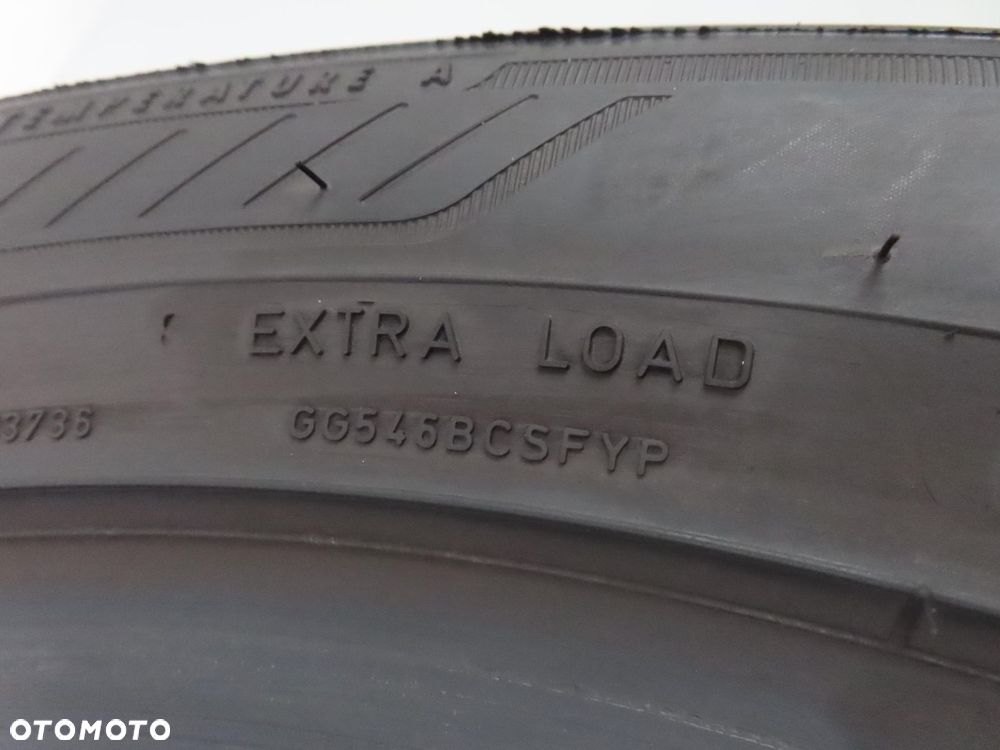 TEMPERATURE A
EXTRA LOAD
3736 GG546BCSFYP
OTOMOTO